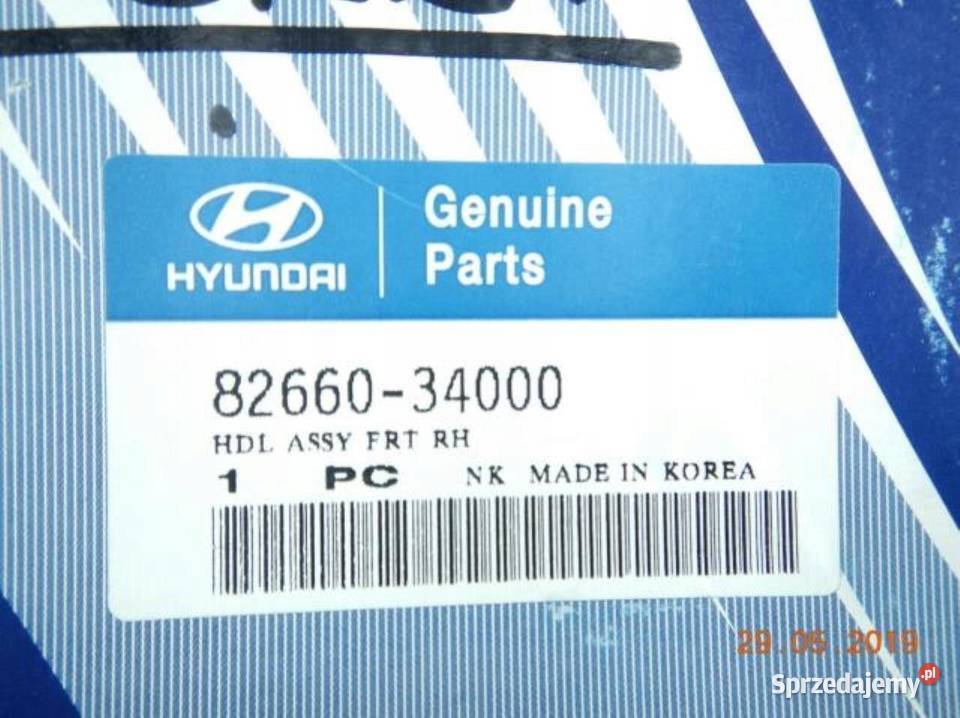 HYUNDAI
Genuine
Parts
82660-34000
HDL ASSY FRT RH
1 PC NK MADE IN KOREA
29.05.2019
Sprzedajemy.pl